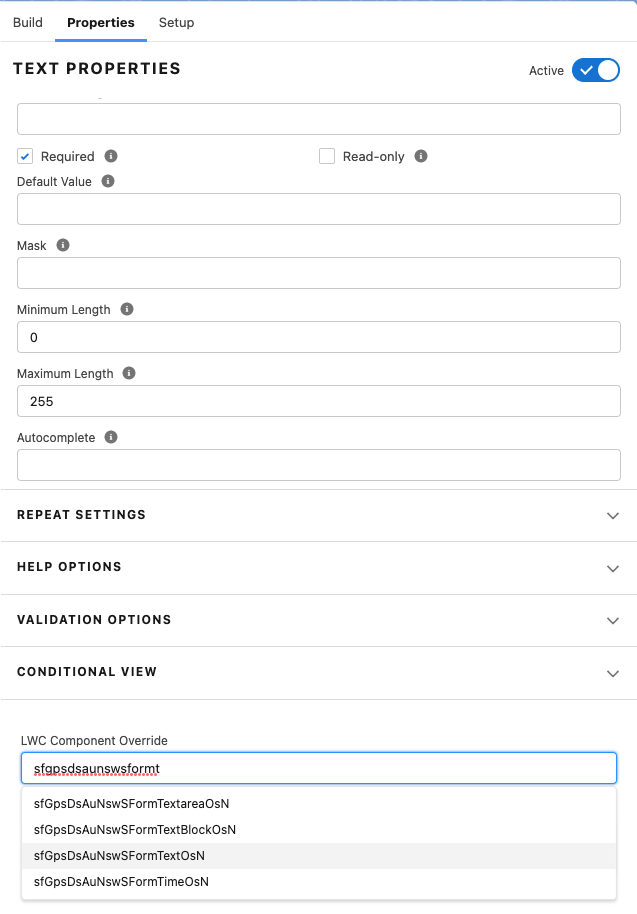 Build Properties Setup
TEXT PROPERTIES Active
Required Read-only
Default Value
Mask
Minimum Length
0
Maximum Length
255
Autocomplete
REPEAT SETTINGS
HELP OPTIONS
VALIDATION OPTIONS
CONDITIONAL VIEW
LWC Component Override
sfgpsdsaunswsformt
sfGpsDsAuNswSFormTextareaOsN
sfGpsDsAuNswSFormTextBlockOsN
sfGpsDsAuNswSFormTextOsN
sfGpsDsAuNswSFormTimeOsN